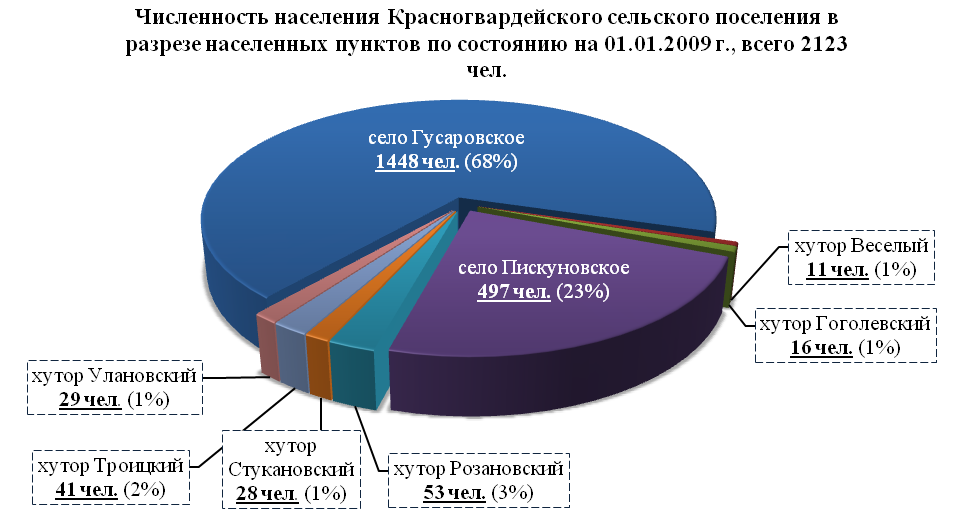 Численность населения Красногвардейского сельского поселения в
разрезе населенных пунктов по состоянию на 01.01.2009 г., всего 2123
чел.
село Гусаровское
1448 чел. (68%)
село Пискуновское
497 чел. (23%)
хутор Веселый
11 чел. (1%)
хутор Гоголевский
16 чел. (1%)
хутор Улановский
29 чел. (1%)
хутор Троицкий
41 чел. (2%)
хутор
Стукановский
28 чел. (1%)
хутор Розановский
53 чел. (3%)